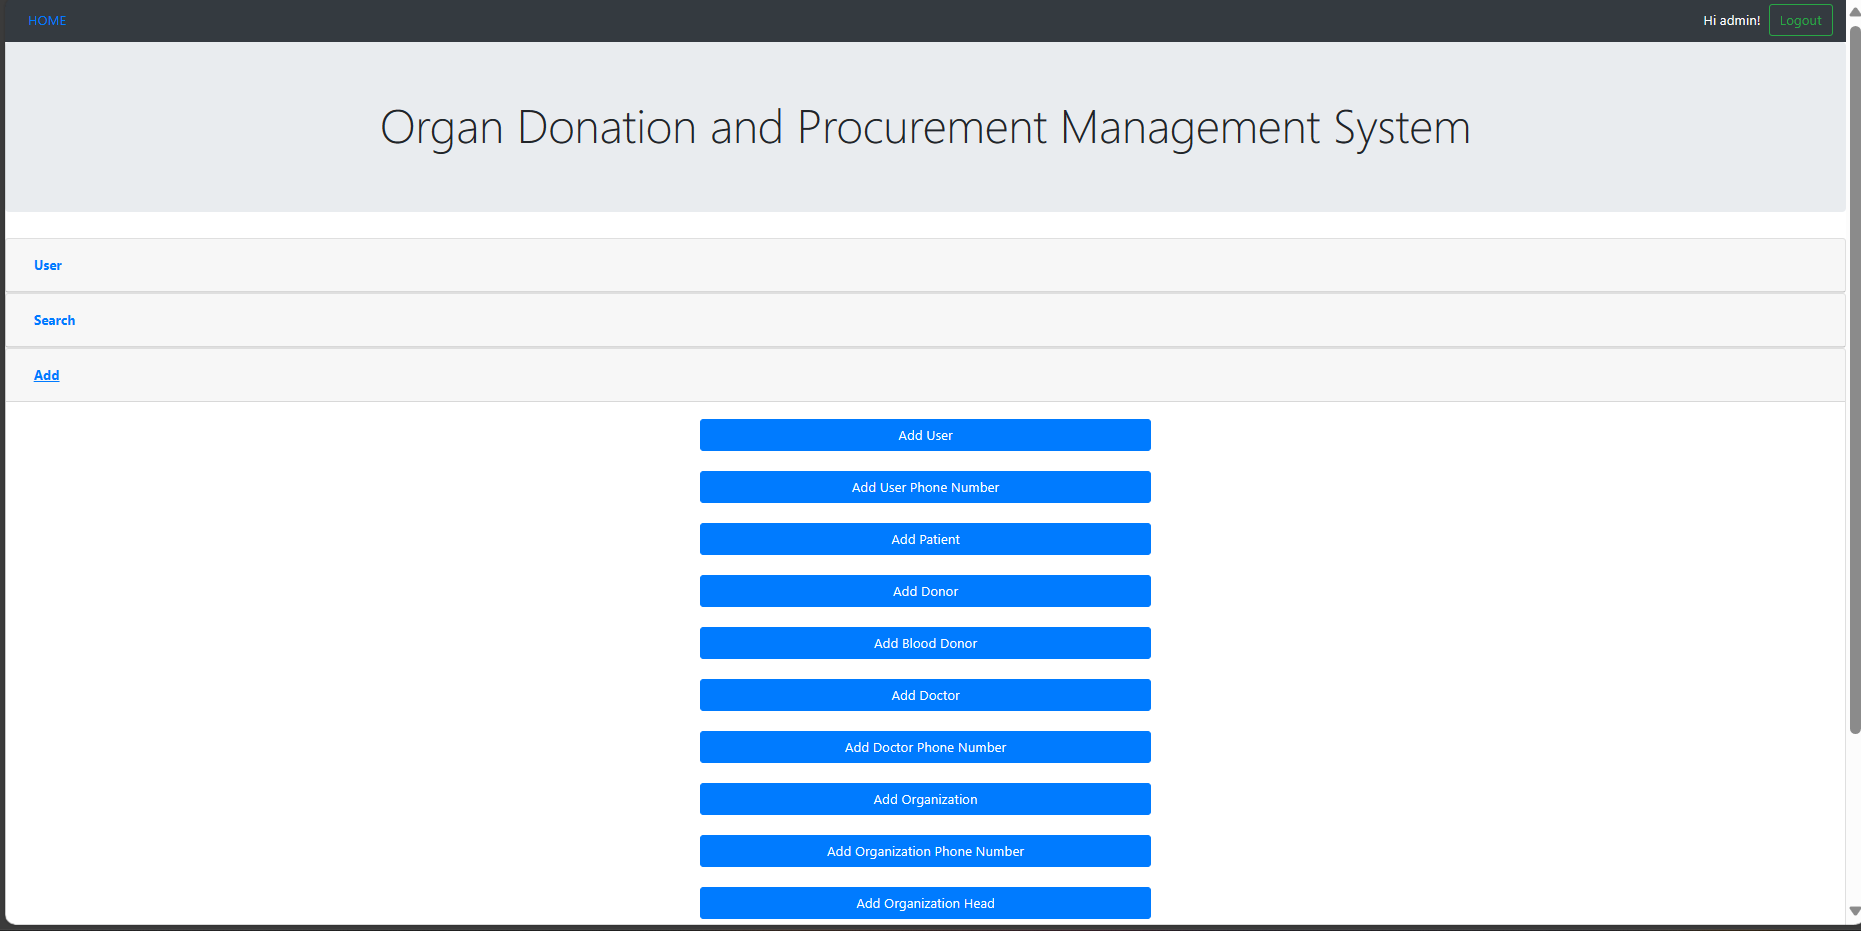 HOME
Hi admin! Logout
Organ Donation and Procurement Management System
User
Search
Add
Add User
Add User Phone Number
Add Patient
Add Donor
Add Blood Donor
Add Doctor
Add Doctor Phone Number
Add Organization
Add Organization Phone Number
Add Organization Head